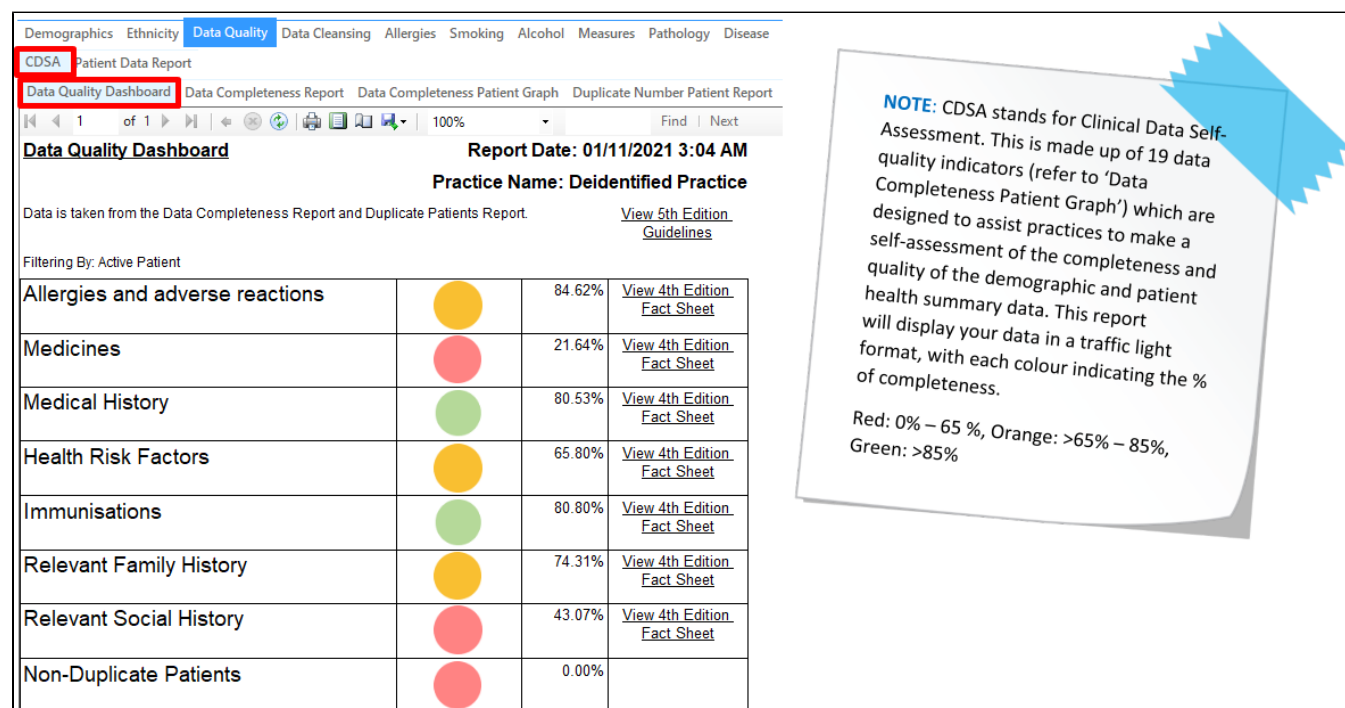 Demographics Ethnicity Data Quality Data Cleansing Allergies Smoking Alcohol Measures Pathology Disease
CDSA Patient Data Report
Data Quality Dashboard Data Completeness Report Data Completeness Patient Graph Duplicate Number Patient Report
1 of 1 100% Find | Next
Data Quality Dashboard Report Date: 01/11/2021 3:04 AM
Practice Name: Deidentified Practice
Data is taken from the Data Completeness Report and Duplicate Patients Report. View 5th Edition
Guidelines
Filtering By: Active Patient
Allergies and adverse reactions 84.62% View 4th Edition
Fact Sheet
Medicines 21.64% View 4th Edition
Fact Sheet
Medical History 80.53% View 4th Edition
Fact Sheet
Health Risk Factors 65.80% View 4th Edition
Fact Sheet
Immunisations 80.80% View 4th Edition
Fact Sheet
Relevant Family History 74.31% View 4th Edition
Fact Sheet
Relevant Social History 43.07% View 4th Edition
Fact Sheet
Non-Duplicate Patients 0.00%
NOTE: CDSA stands for Clinical Data Self-
Assessment. This is made up of 19 data
quality indicators (refer to ‘Data
Completeness Patient Graph’) which are
designed to assist practices to make a
self-assessment of the completeness and
quality of the demographic and patient
health summary data. This report
will display your data in a traffic light
format, with each colour indicating the %
of completeness.
Red: 0% – 65 %, Orange: >65% – 85%,
Green: >85%